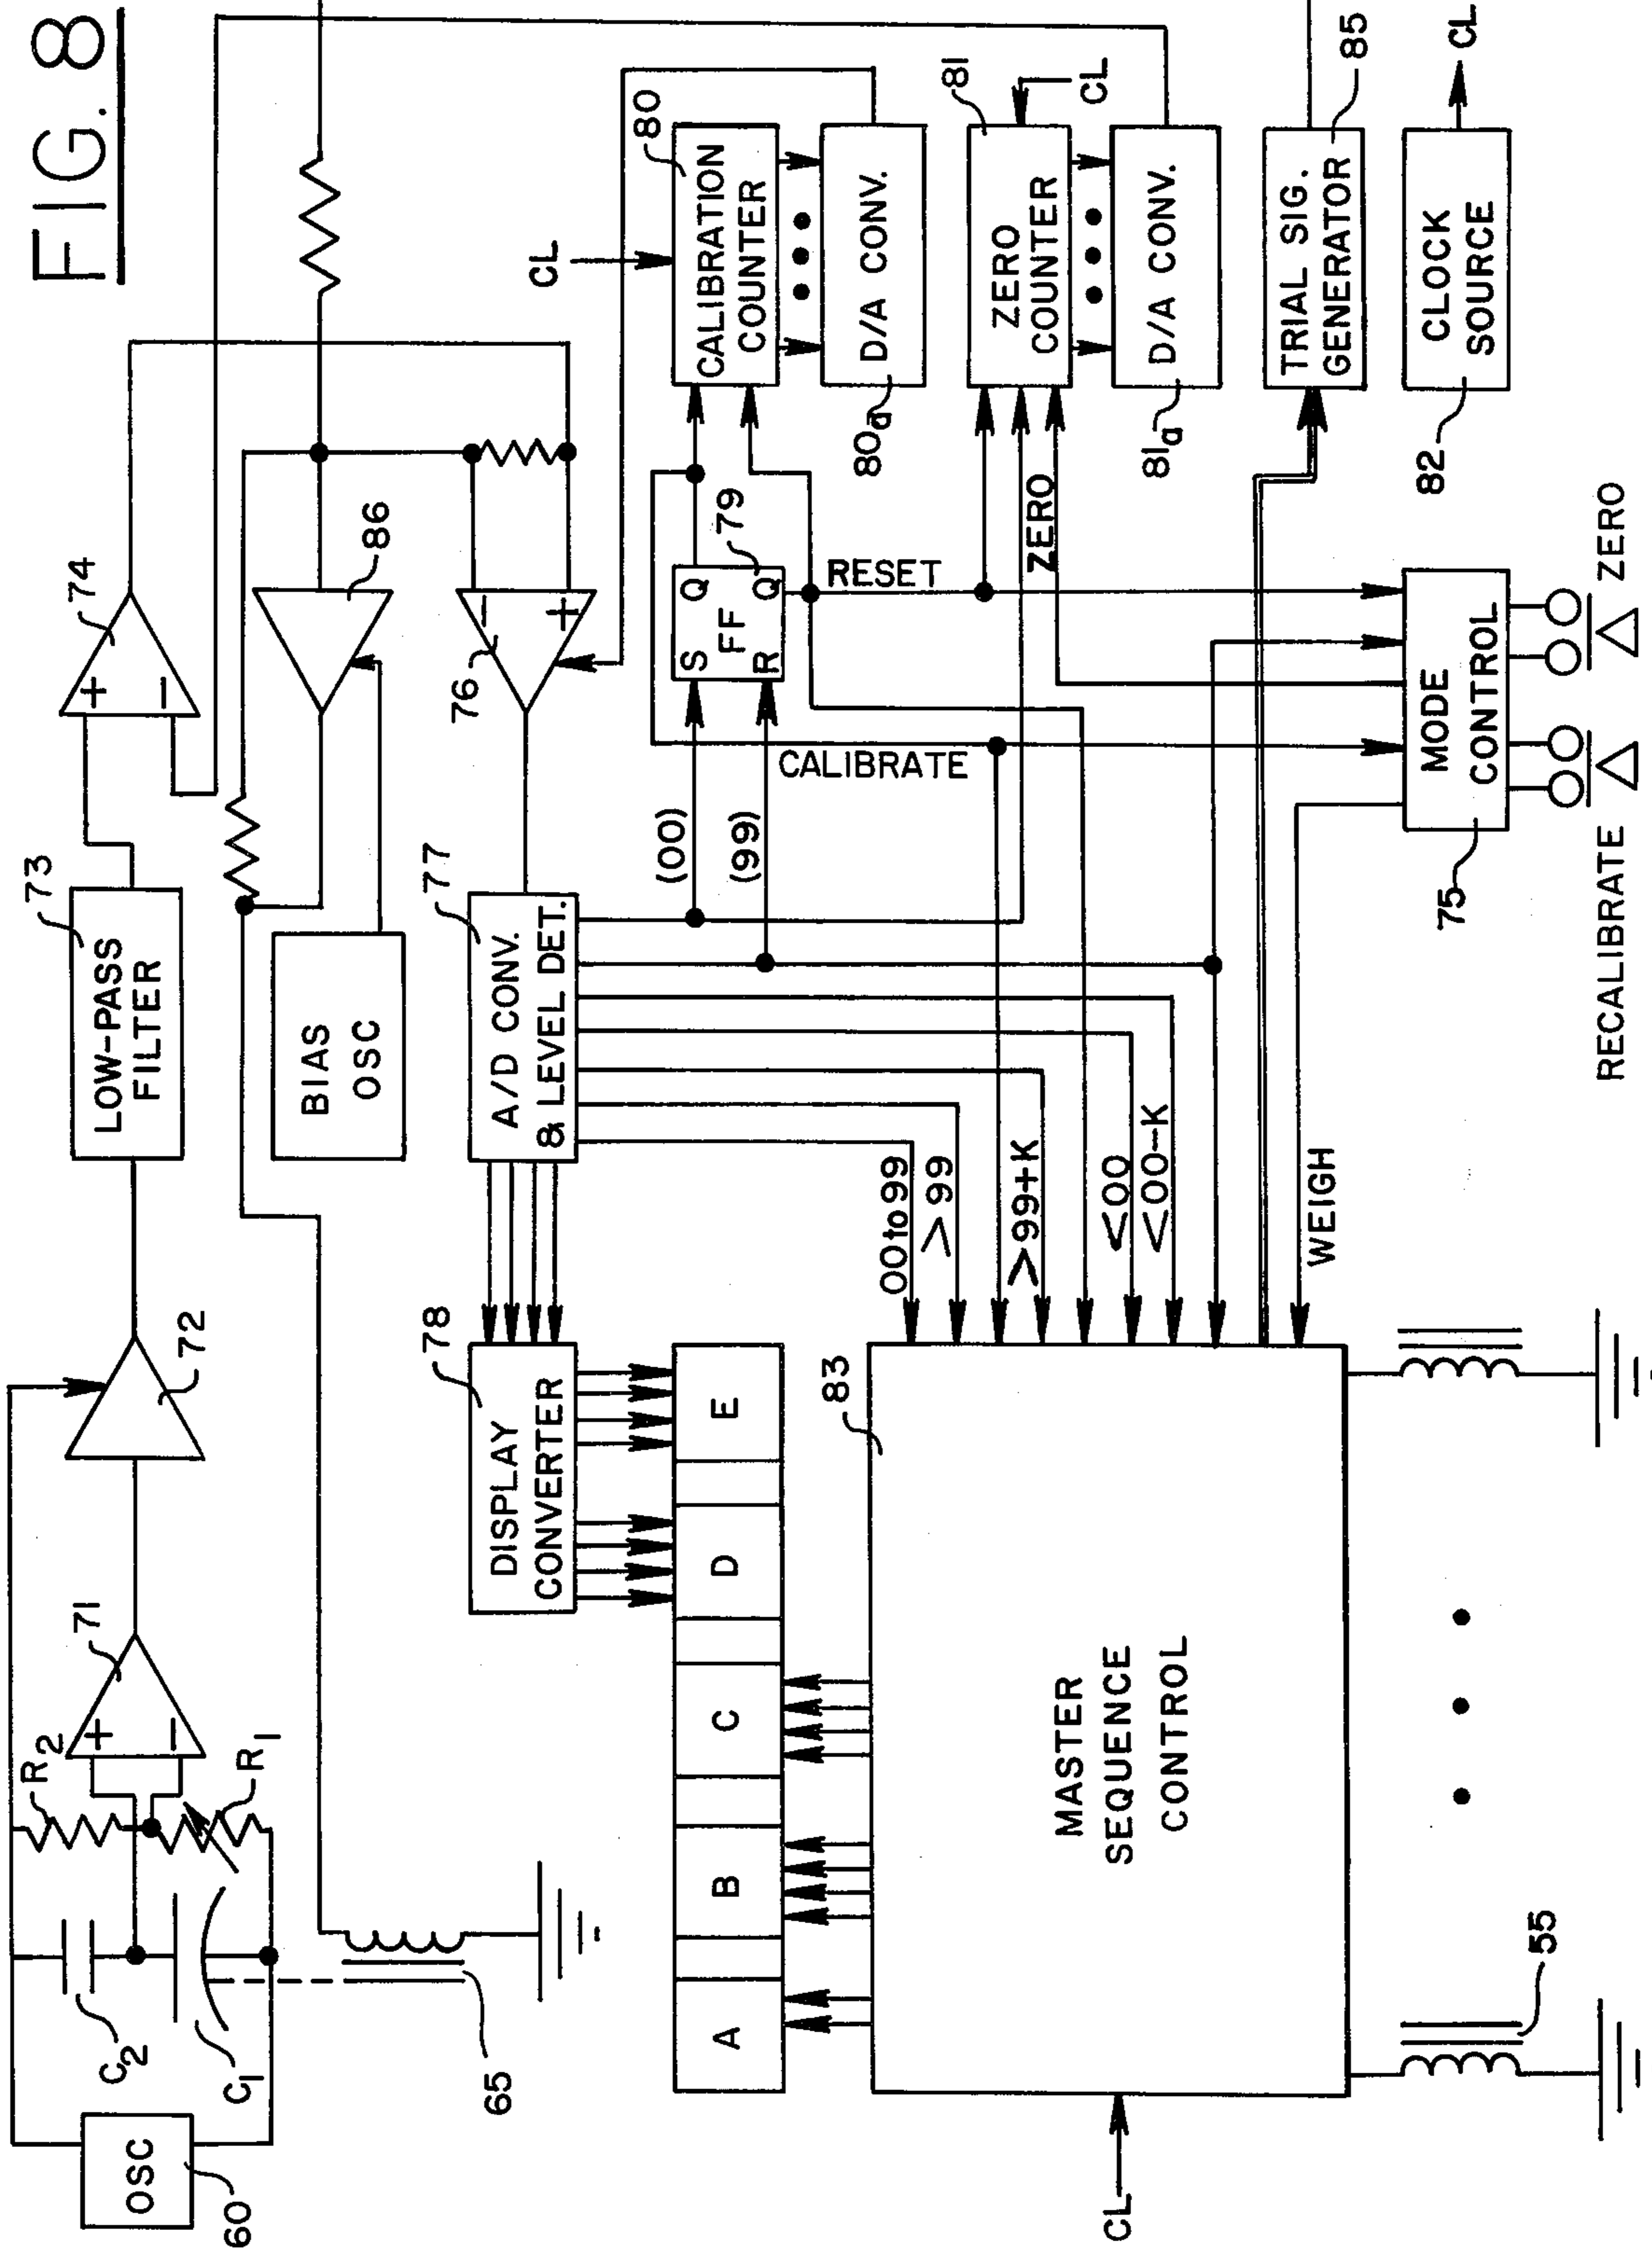 FIG. 8
OSC
60
C2
C1
R2
R1
+
−
71
72
LOW-PASS
FILTER
73
+
−
74
BIAS
OSC
86
65
−
+
76
A/D CONV.
& LEVEL DET.
77
DISPLAY
CONVERTER
78
A
B
C
D
E
S
Q
FF
R
Q
79
(00)
(99)
CALIBRATE
RESET
ZERO
CL
CALIBRATION
COUNTER
80
D/A CONV.
80a
ZERO
COUNTER
81
CL
D/A CONV.
81a
TRIAL SIG.
GENERATOR
85
CLOCK
SOURCE
82
CL
MASTER
SEQUENCE
CONTROL
83
CL
00to99
>99
>99+K
<00
<00-K
WEIGH
MODE
CONTROL
75
RECALIBRATE
ZERO
55